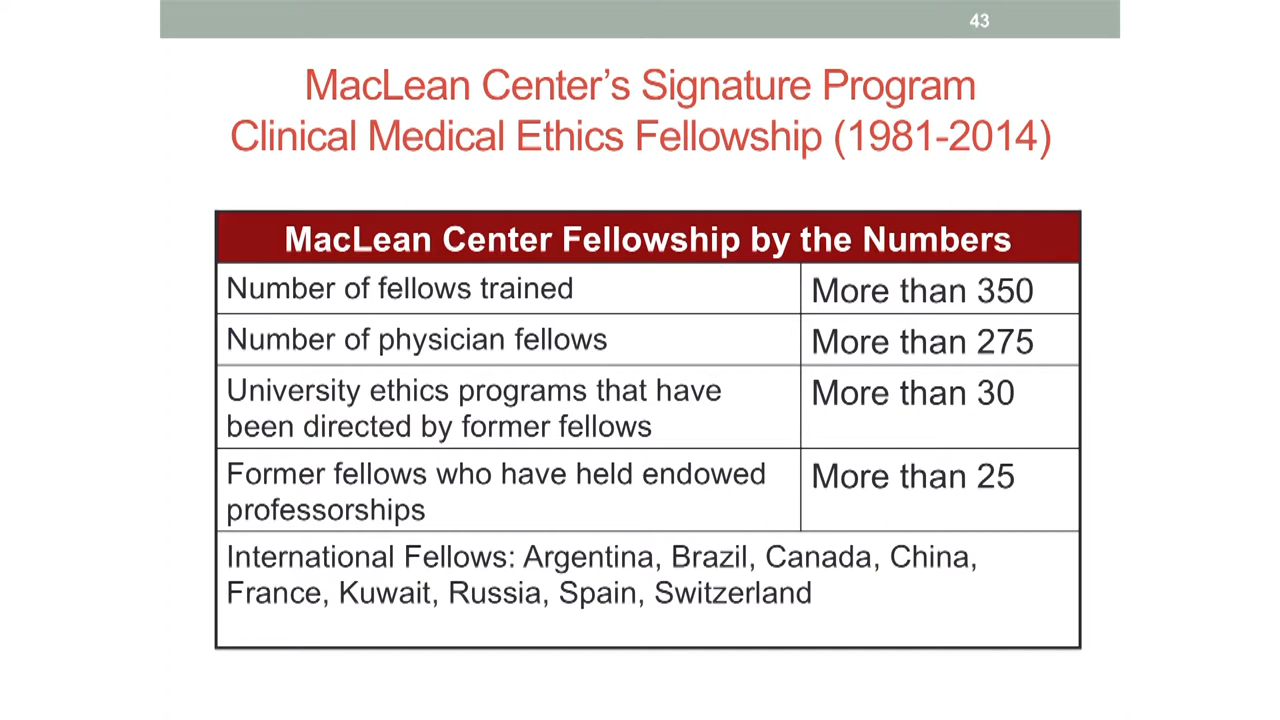 43
MacLean Center’s Signature Program
Clinical Medical Ethics Fellowship (1981-2014)
MacLean Center Fellowship by the Numbers
Number of fellows trained More than 350
Number of physician fellows More than 275
University ethics programs that have More than 30
been directed by former fellows
Former fellows who have held endowed More than 25
professorships
International Fellows: Argentina, Brazil, Canada, China,
France, Kuwait, Russia, Spain, Switzerland